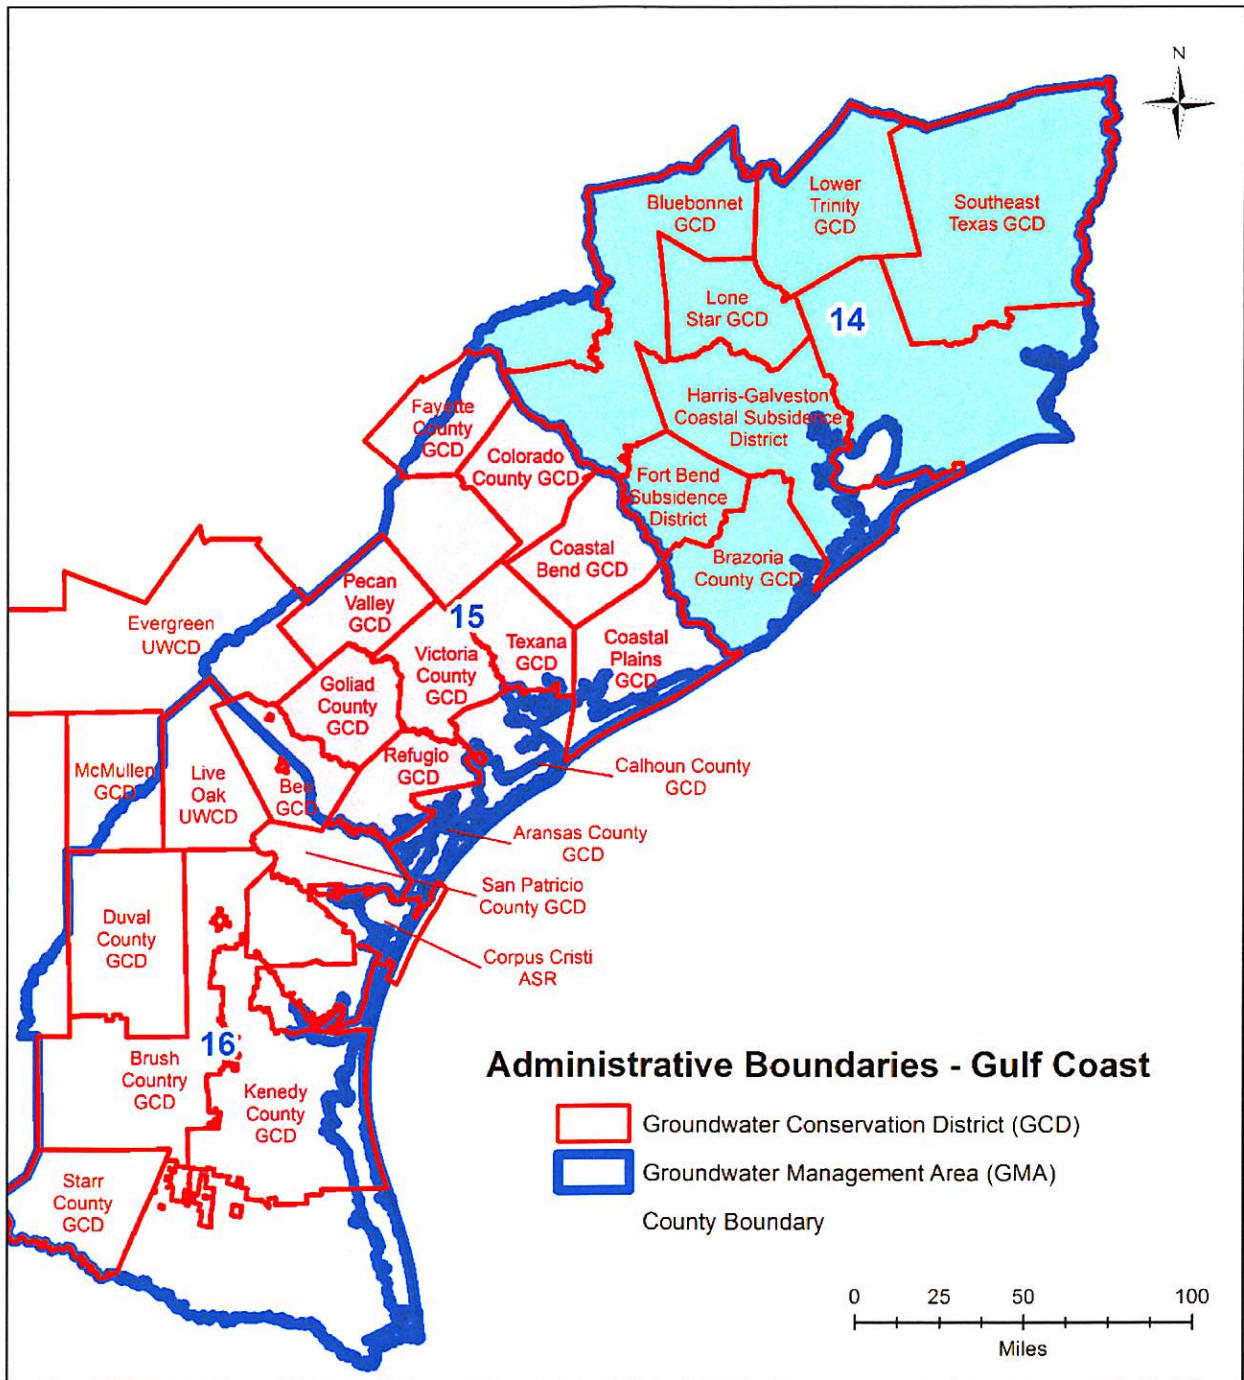 N
Bluebonnet
GCD
Lower
Trinity
GCD
Southeast
Texas GCD
Lone
Star GCD
14
Harris-Galveston
Coastal Subsidence
District
Fayette
County
GCD
Colorado
County GCD
Fort Bend
Subsidence
District
Brazoria
County GCD
Coastal
Bend GCD
Pecan
Valley
GCD
15
Evergreen
UWCD
Texana
GCD
Coastal
Plains
GCD
Victoria
County
GCD
Goliad
County
GCD
Refugio
GCD
Calhoun County
GCD
McMullen
GCD
Live
Oak
UWCD
Bee
GCD
Aransas County
GCD
San Patricio
County GCD
Duval
County
GCD
Corpus Cristi
ASR
16
Brush
Country
GCD
Kenedy
County
GCD
Starr
County
GCD
Administrative Boundaries - Gulf Coast
Groundwater Conservation District (GCD)
Groundwater Management Area (GMA)
County Boundary
0 25 50 100
Miles